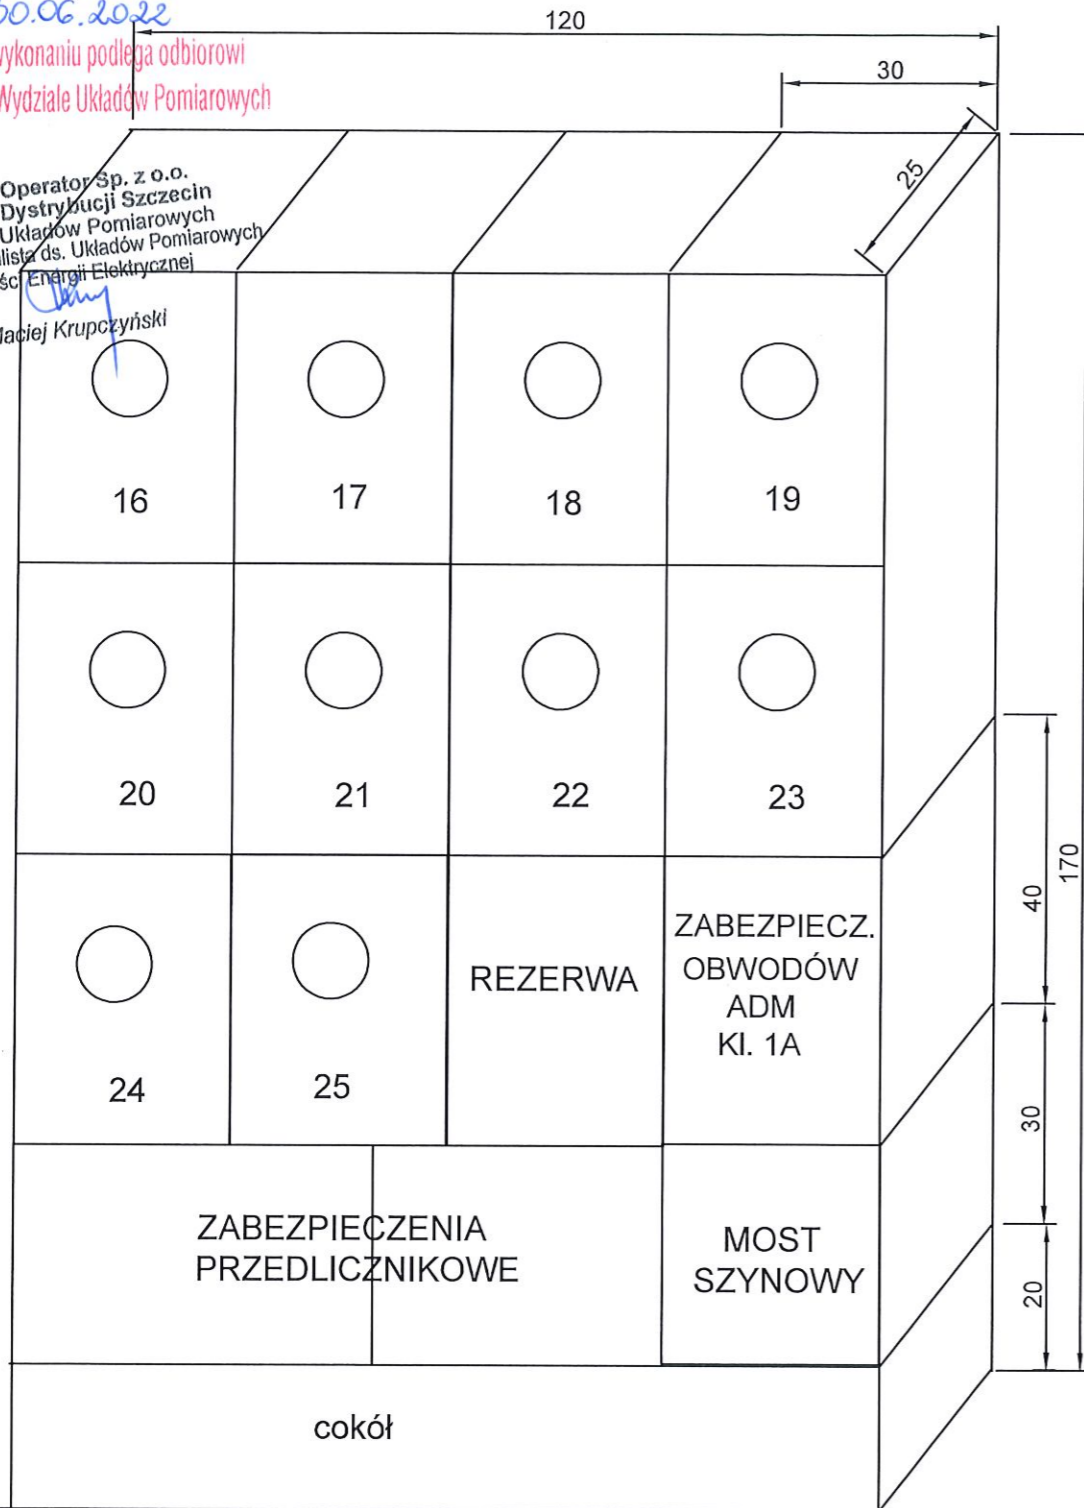 30.06.2022
wykonaniu podlega odbiorowi
Wydziale Układów Pomiarowych
Operator Sp. z o.o.
Dystrybucji Szczecin
Układów Pomiarowych
lista ds. Układów Pomiarowych
ści Energii Elektrycznej
Maciej Krupczyński
120
30
25
16
17
18
19
20
21
22
23
24
25
REZERWA
ZABEZPIECZ.
OBWODÓW
ADM
Kl. 1A
ZABEZPIECZENIA
PRZEDLICZNIKOWE
MOST
SZYNOWY
cokół
40
30
20
170